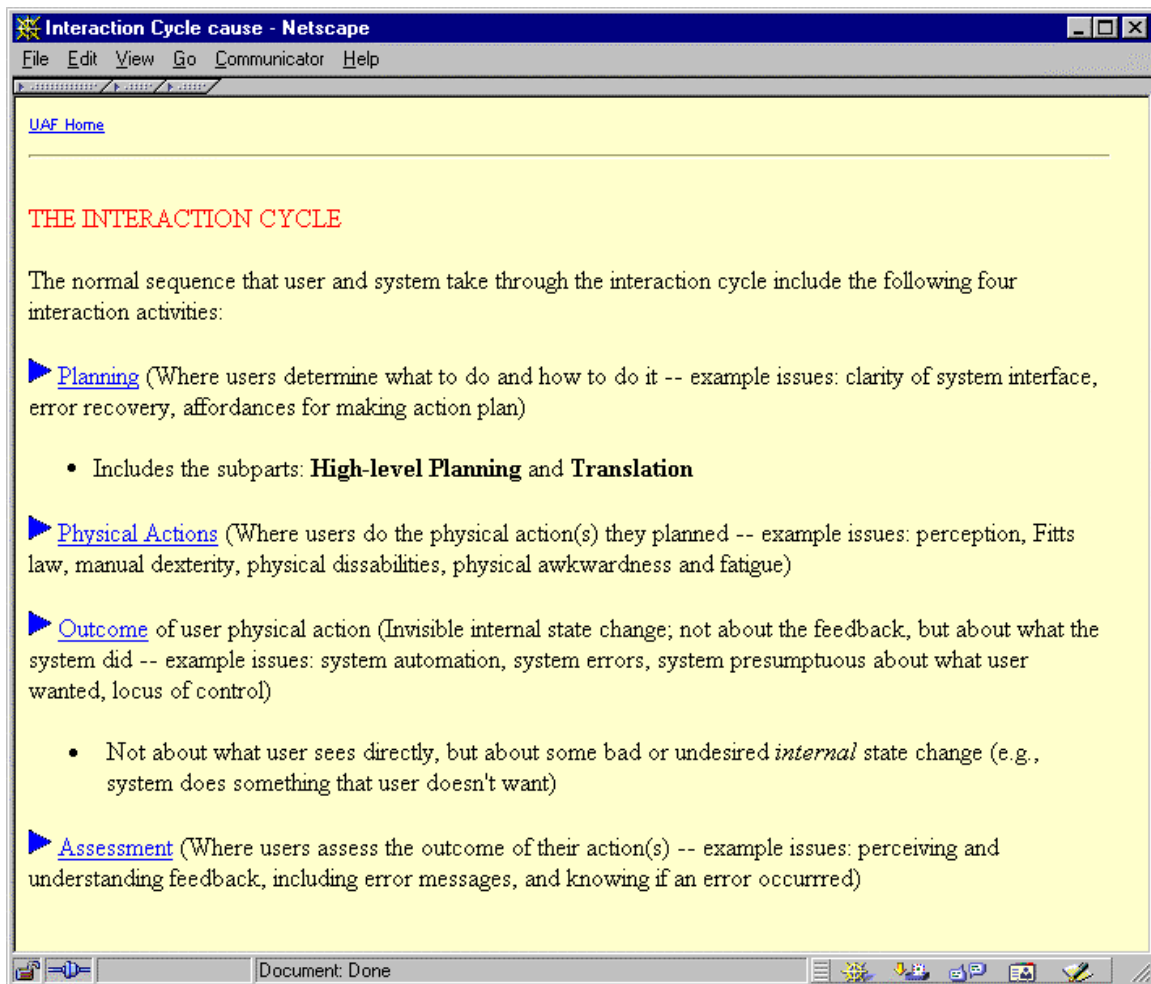 Interaction Cycle cause - Netscape
File Edit View Go Communicator Help
UAF Home
THE INTERACTION CYCLE
The normal sequence that user and system take through the interaction cycle include the following four
interaction activities:
Planning (Where users determine what to do and how to do it -- example issues: clarity of system interface,
error recovery, affordances for making action plan)
• Includes the subparts: High-level Planning and Translation
Physical Actions (Where users do the physical action(s) they planned -- example issues: perception, Fitts
law, manual dexterity, physical dissabilities, physical awkwardness and fatigue)
Outcome of user physical action (Invisible internal state change; not about the feedback, but about what the
system did -- example issues: system automation, system errors, system presumptuous about what user
wanted, locus of control)
• Not about what user sees directly, but about some bad or undesired internal state change (e.g.,
system does something that user doesn't want)
Assessment (Where users assess the outcome of their action(s) -- example issues: perceiving and
understanding feedback, including error messages, and knowing if an error occurrred)
Document: Done